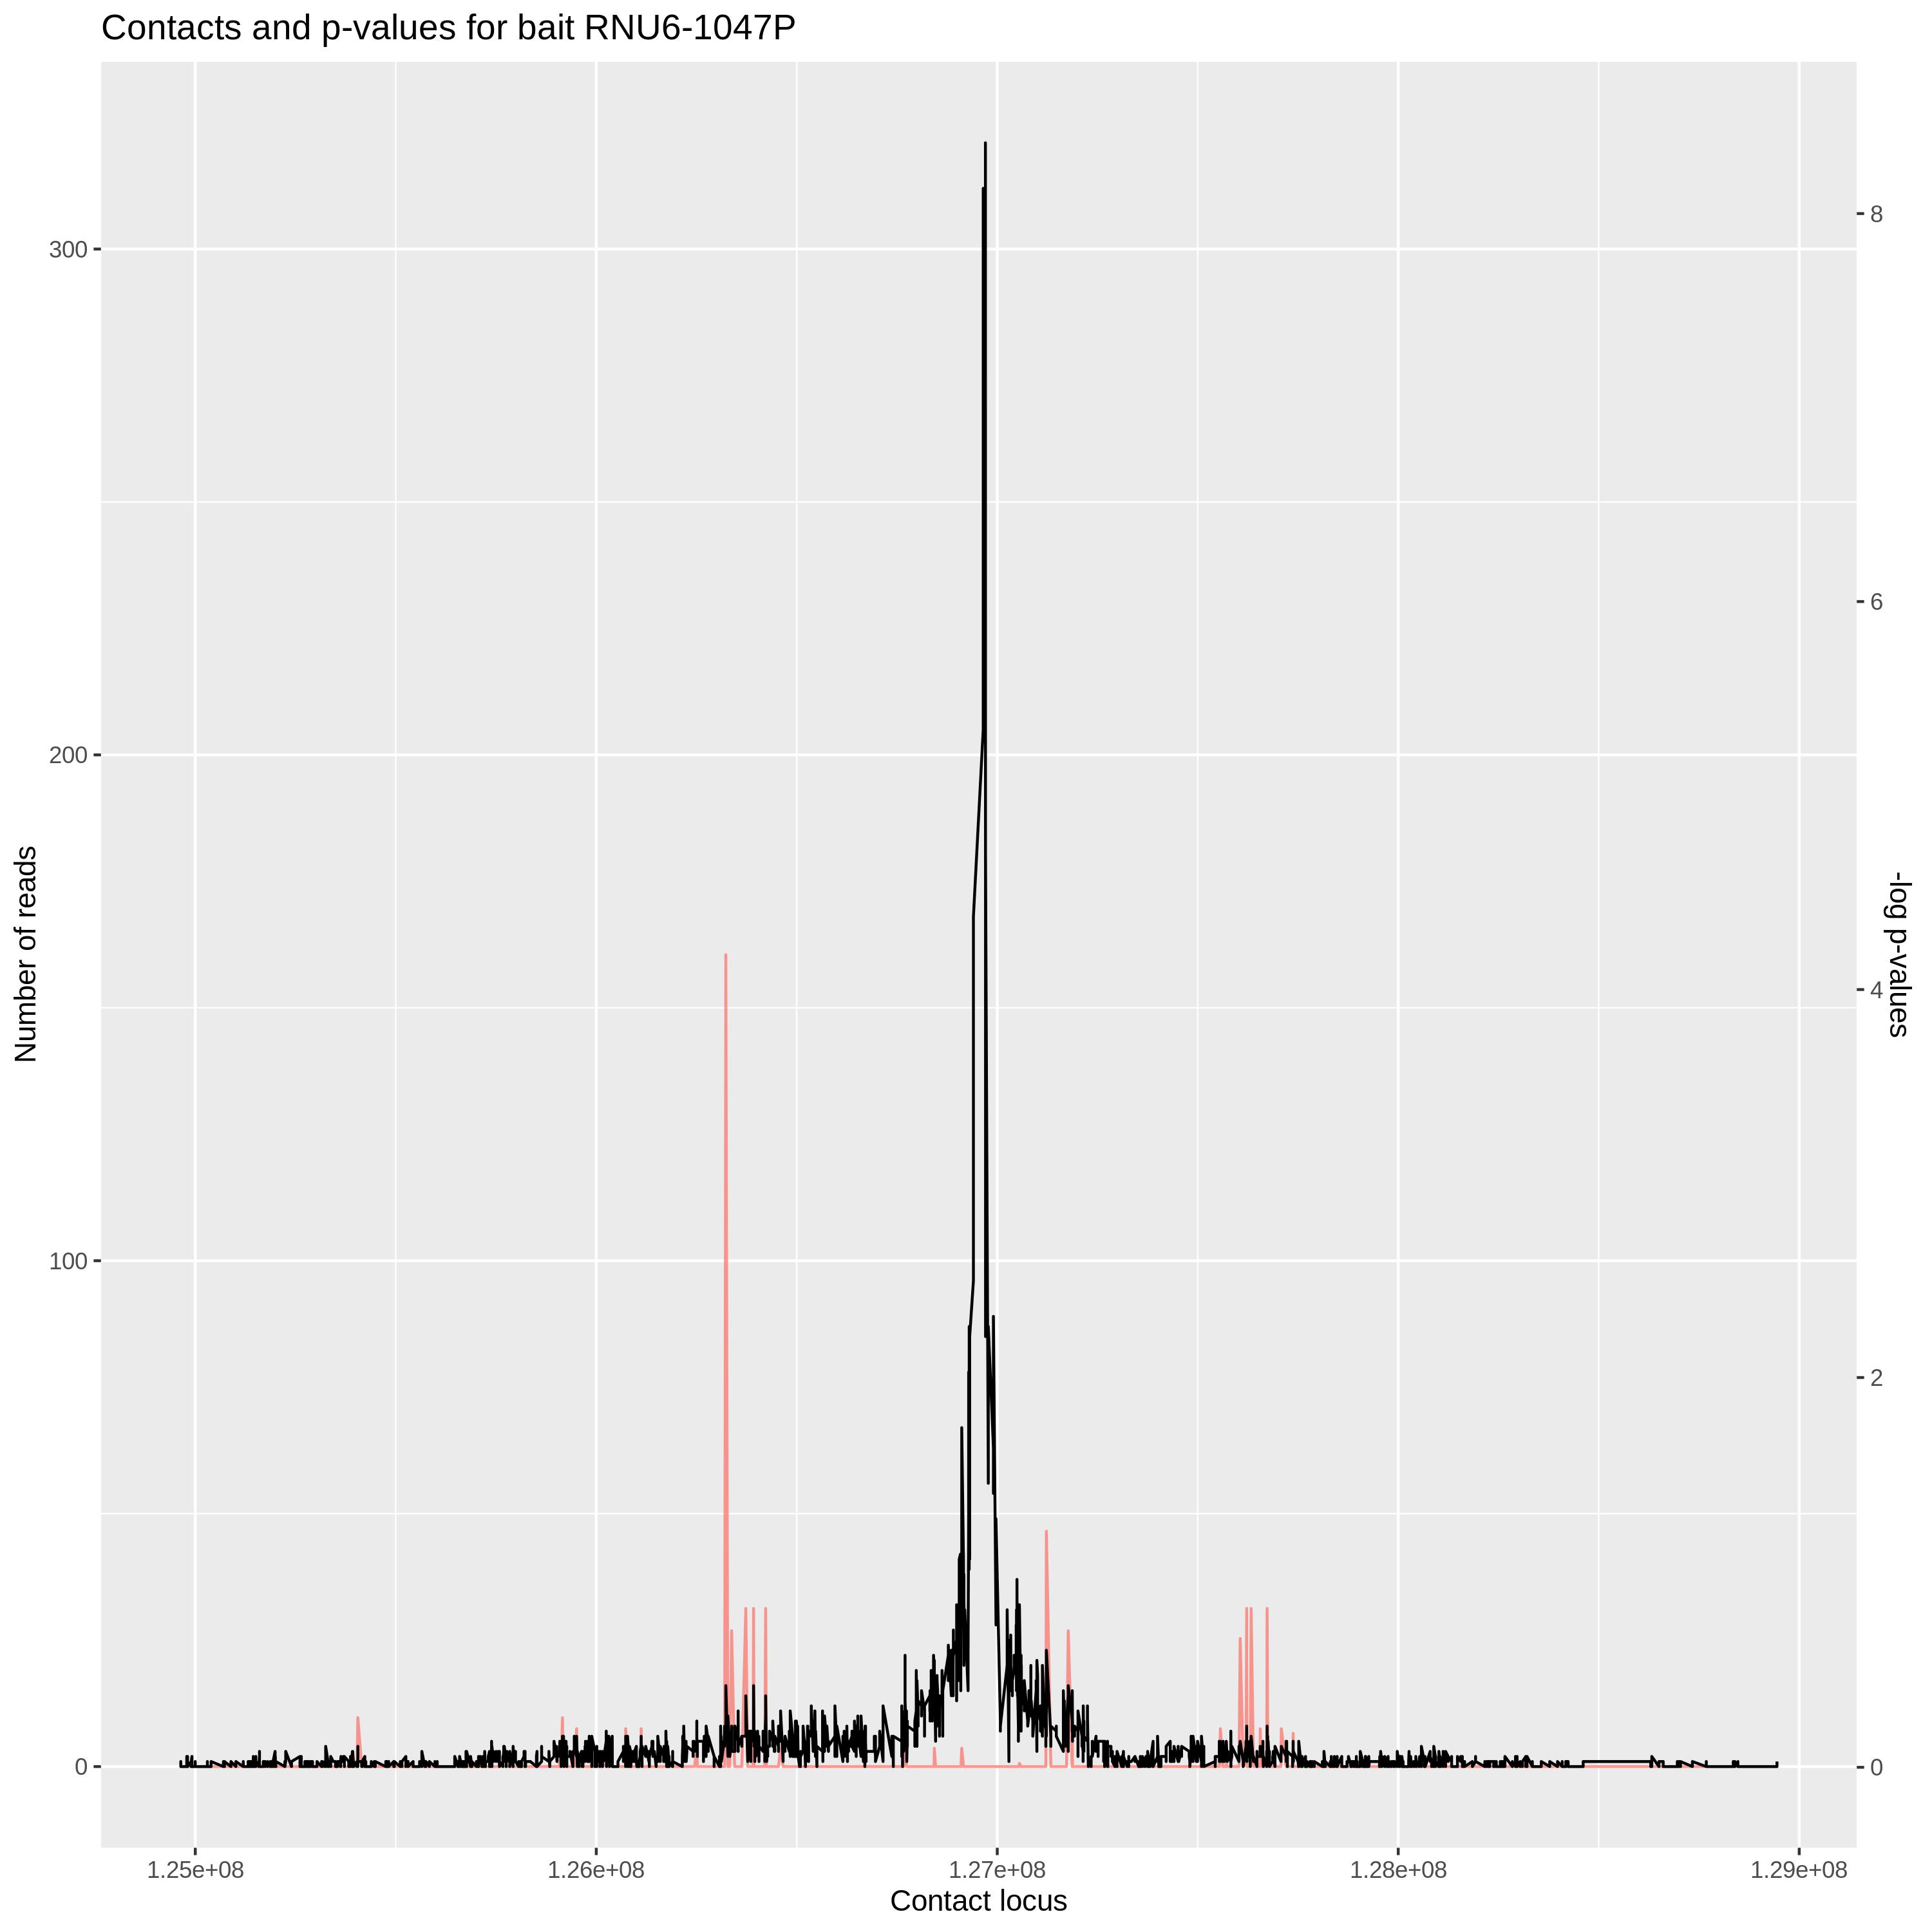 Contacts and p-values for bait RNU6-1047P
Number of reads
300
200
100
0
8
6
4
2
0
-log p-values
1.25e+08
1.26e+08
1.27e+08
1.28e+08
1.29e+08
Contact locus